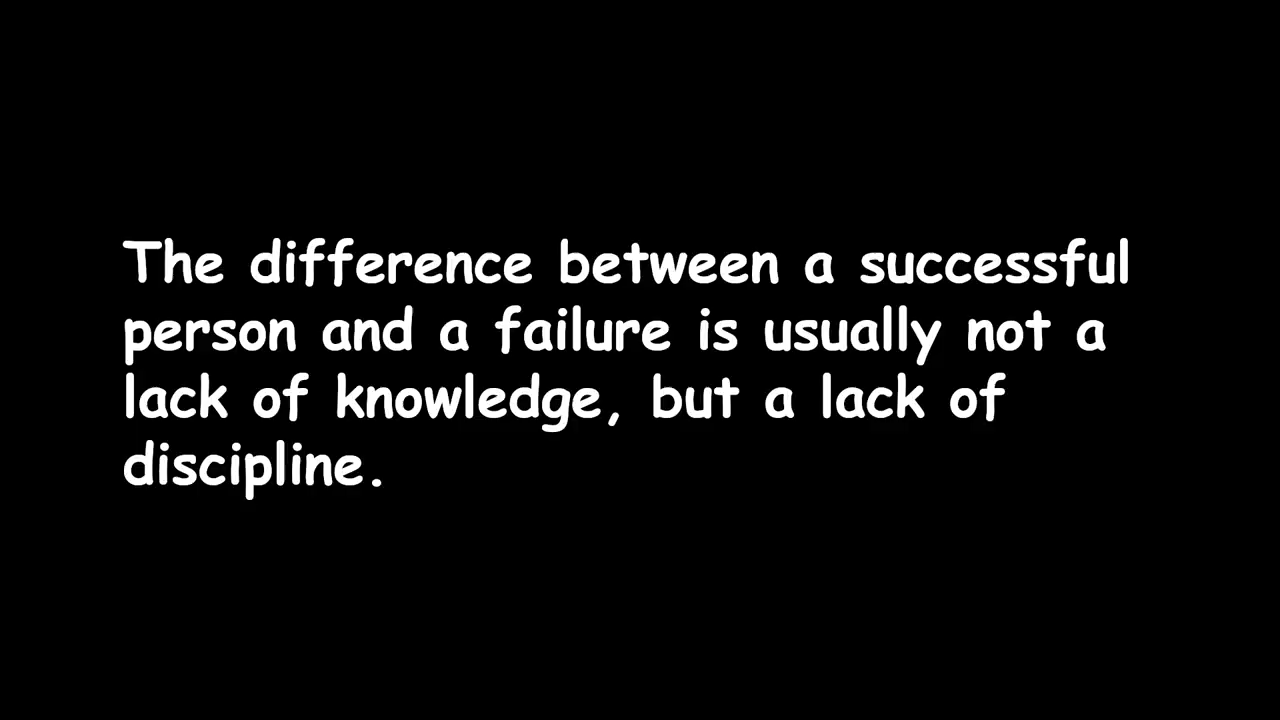 The difference between a successful
person and a failure is usually not a
lack of knowledge, but a lack of
discipline.